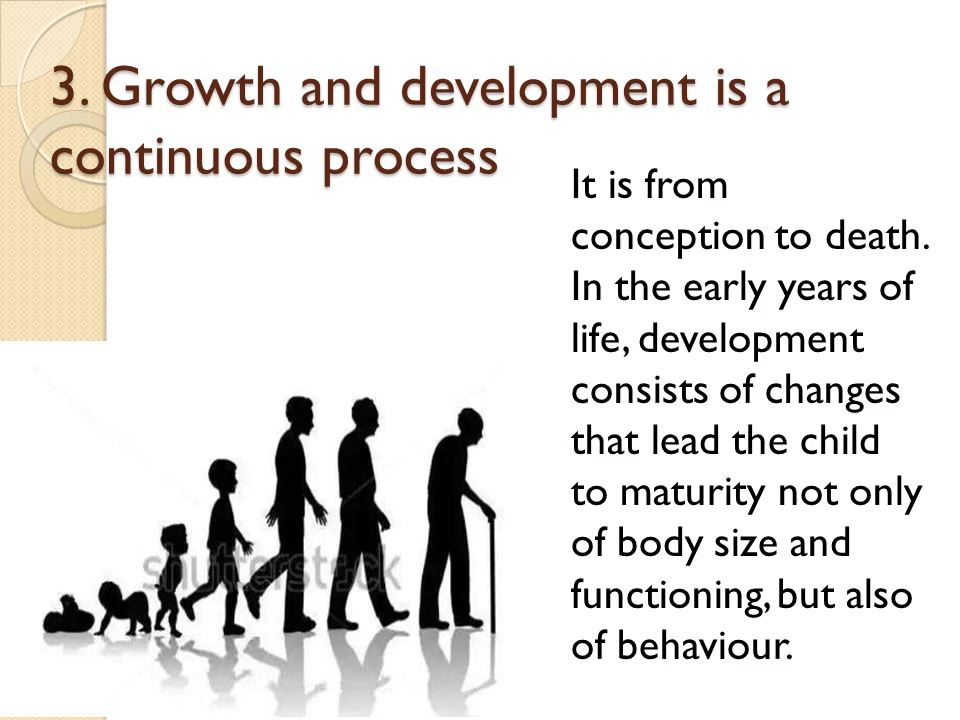 3. Growth and development is a
continuous process
It is from
conception to death.
In the early years of
life, development
consists of changes
that lead the child
to maturity not only
of body size and
functioning, but also
of behaviour.
shutterstock